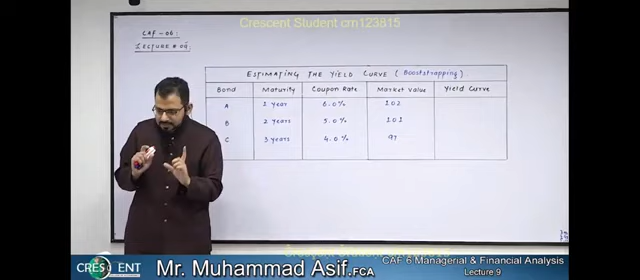 Crescent Student crn123815
CAF - 06:
LECTURE # 09:
ESTIMATING THE YIELD CURVE (Bootstrapping)
Bond Maturity Coupon Rate Market Value Yield Curve
A 1 year 6.0% 102
B 2 years 5.0% 101
C 3 years 4.0% 97
CRESCENT
Mr. Muhammad Asif.FCA
CAF 6 Managerial & Financial Analysis
Lecture 9